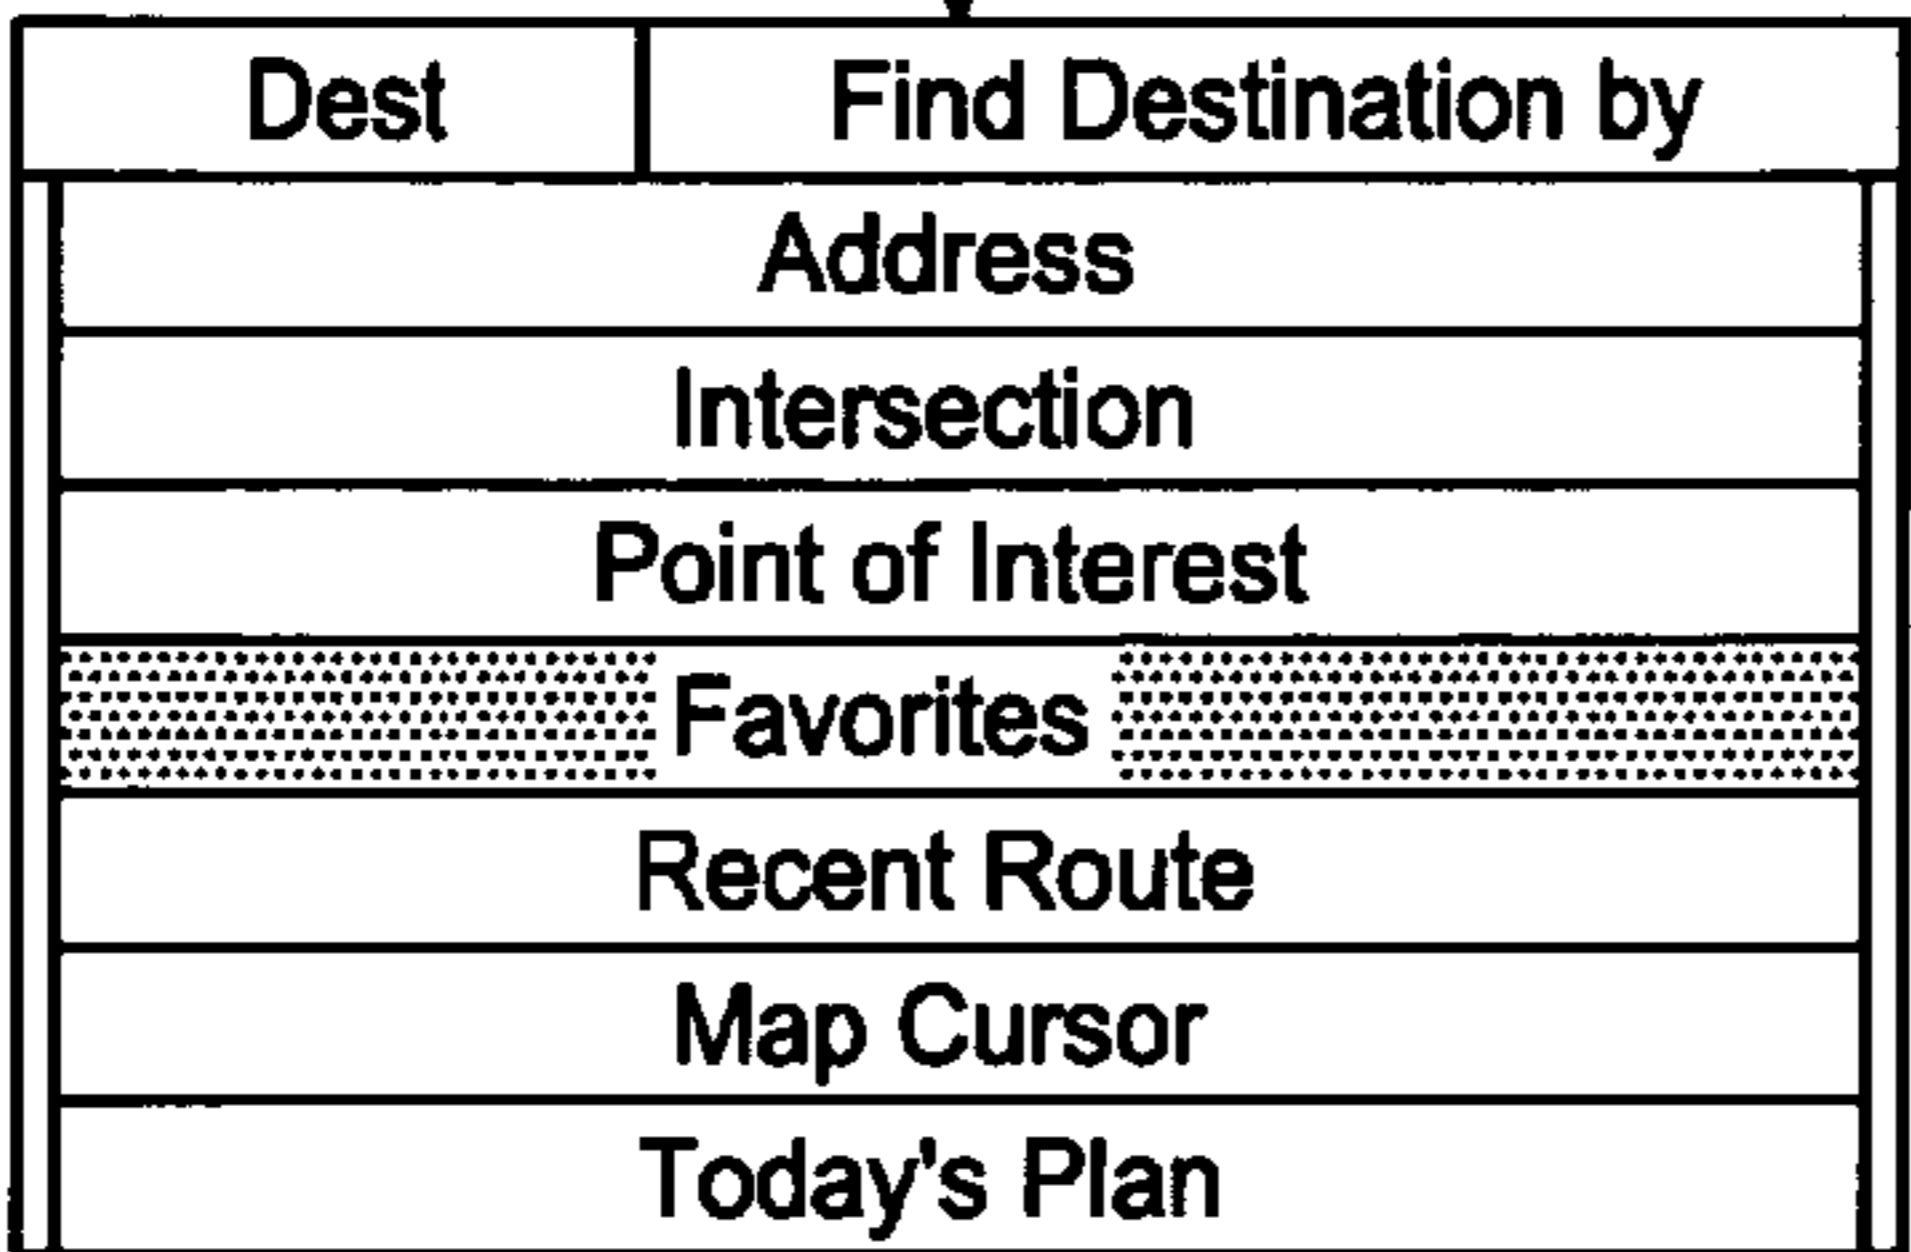 Dest Find Destination by
Address
Intersection
Point of Interest
Favorites
Recent Route
Map Cursor
Today's Plan